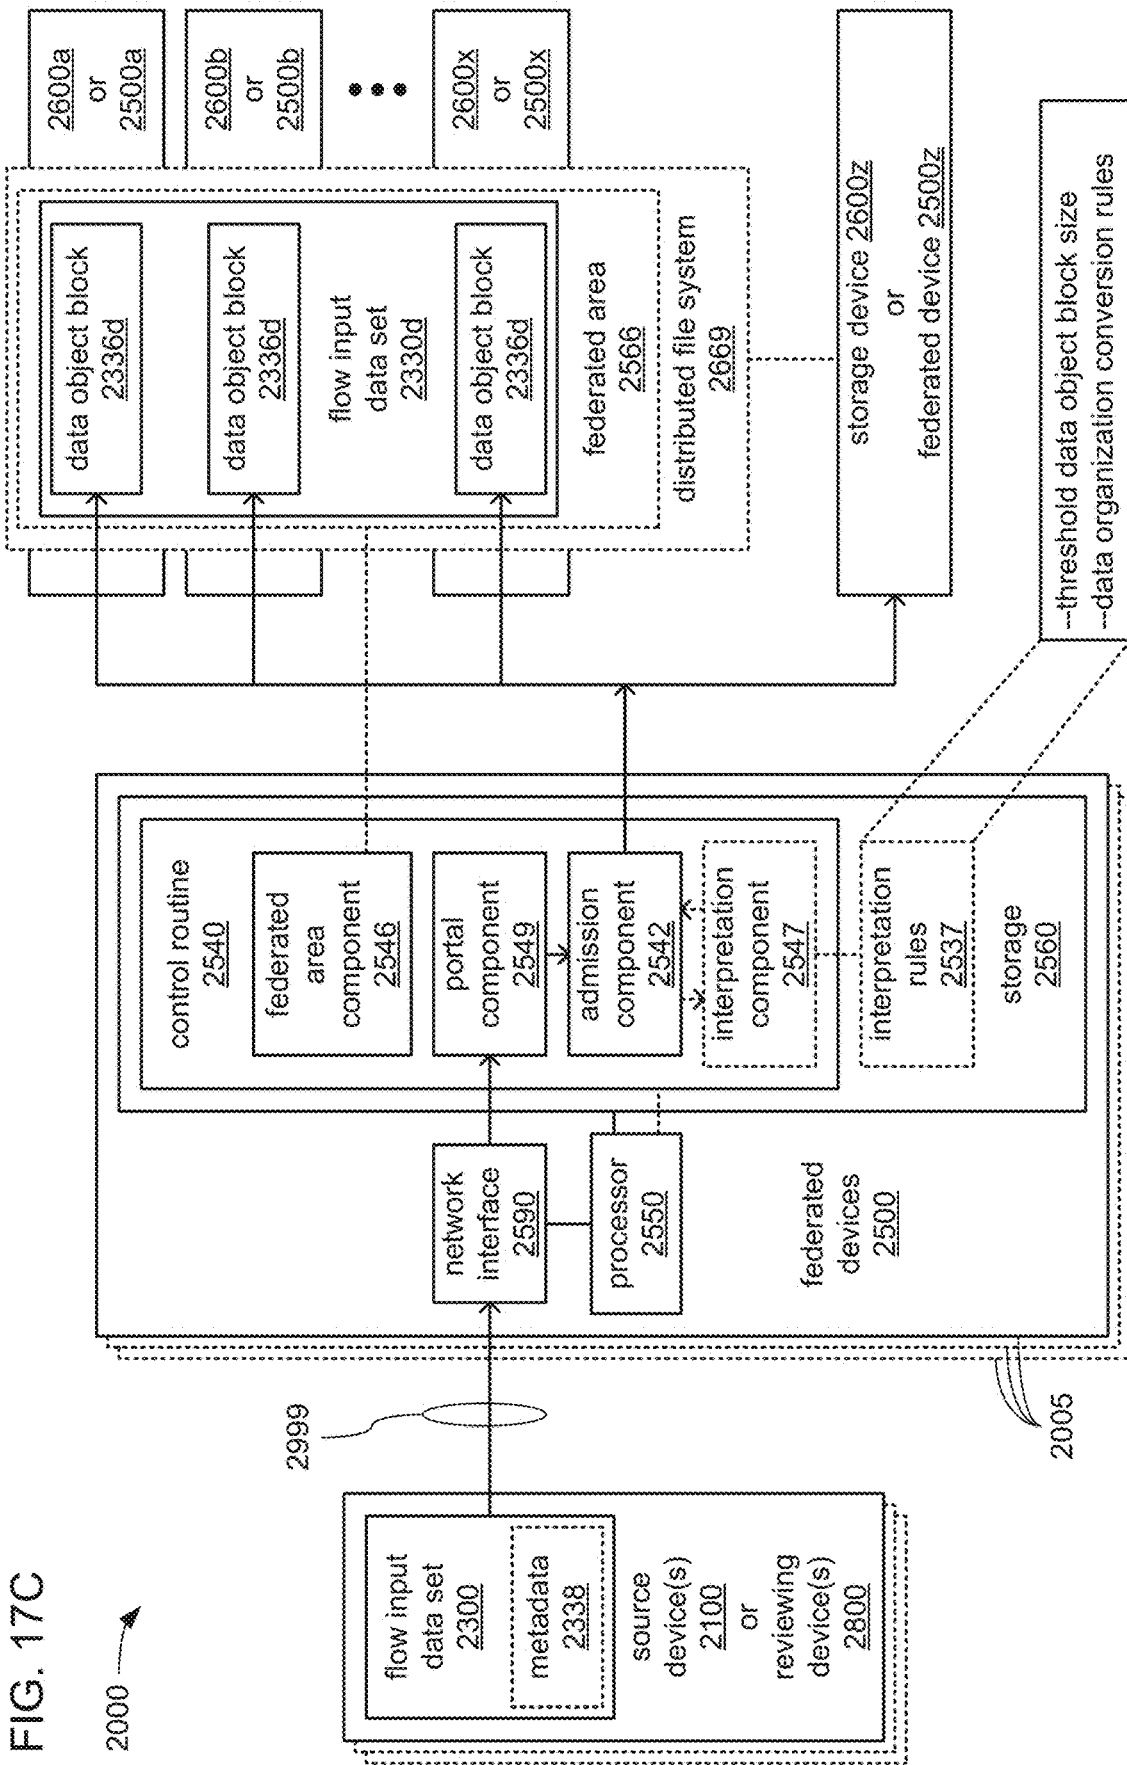 FIG. 17C
2000
flow input
data set
2300
metadata
2338
source
device(s)
2100
or
reviewing
device(s)
2800
2999
network
interface
2590
processor
2550
federated
devices
2500
2005
control routine
2540
federated
area
component
2546
portal
component
2549
admission
component
2542
interpretation
component
2547
interpretation
rules
2537
storage
2560
data object block
2336d
data object block
2336d
flow input
data set
2330d
data object block
2336d
federated area
2566
distributed file system
2669
2600a
or
2500a
2600b
or
2500b
2600x
or
2500x
storage device 2600z
or
federated device 2500z
--threshold data object block size
--data organization conversion rules